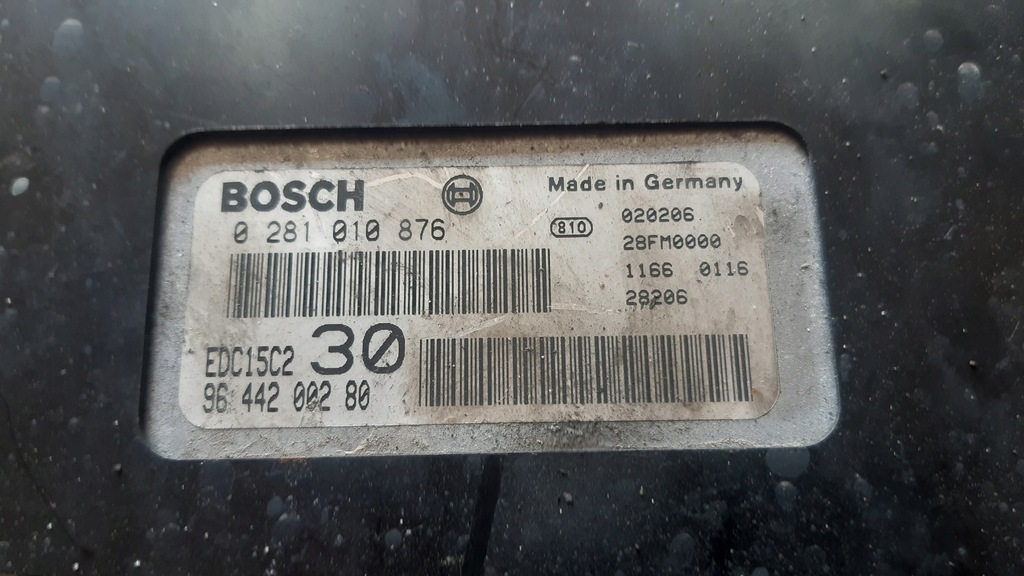 BOSCH
0 281 010 876
Made in Germany
810
020206
28FM0000
1166 0116
28206
EDC15C2 30
96 442 002 80